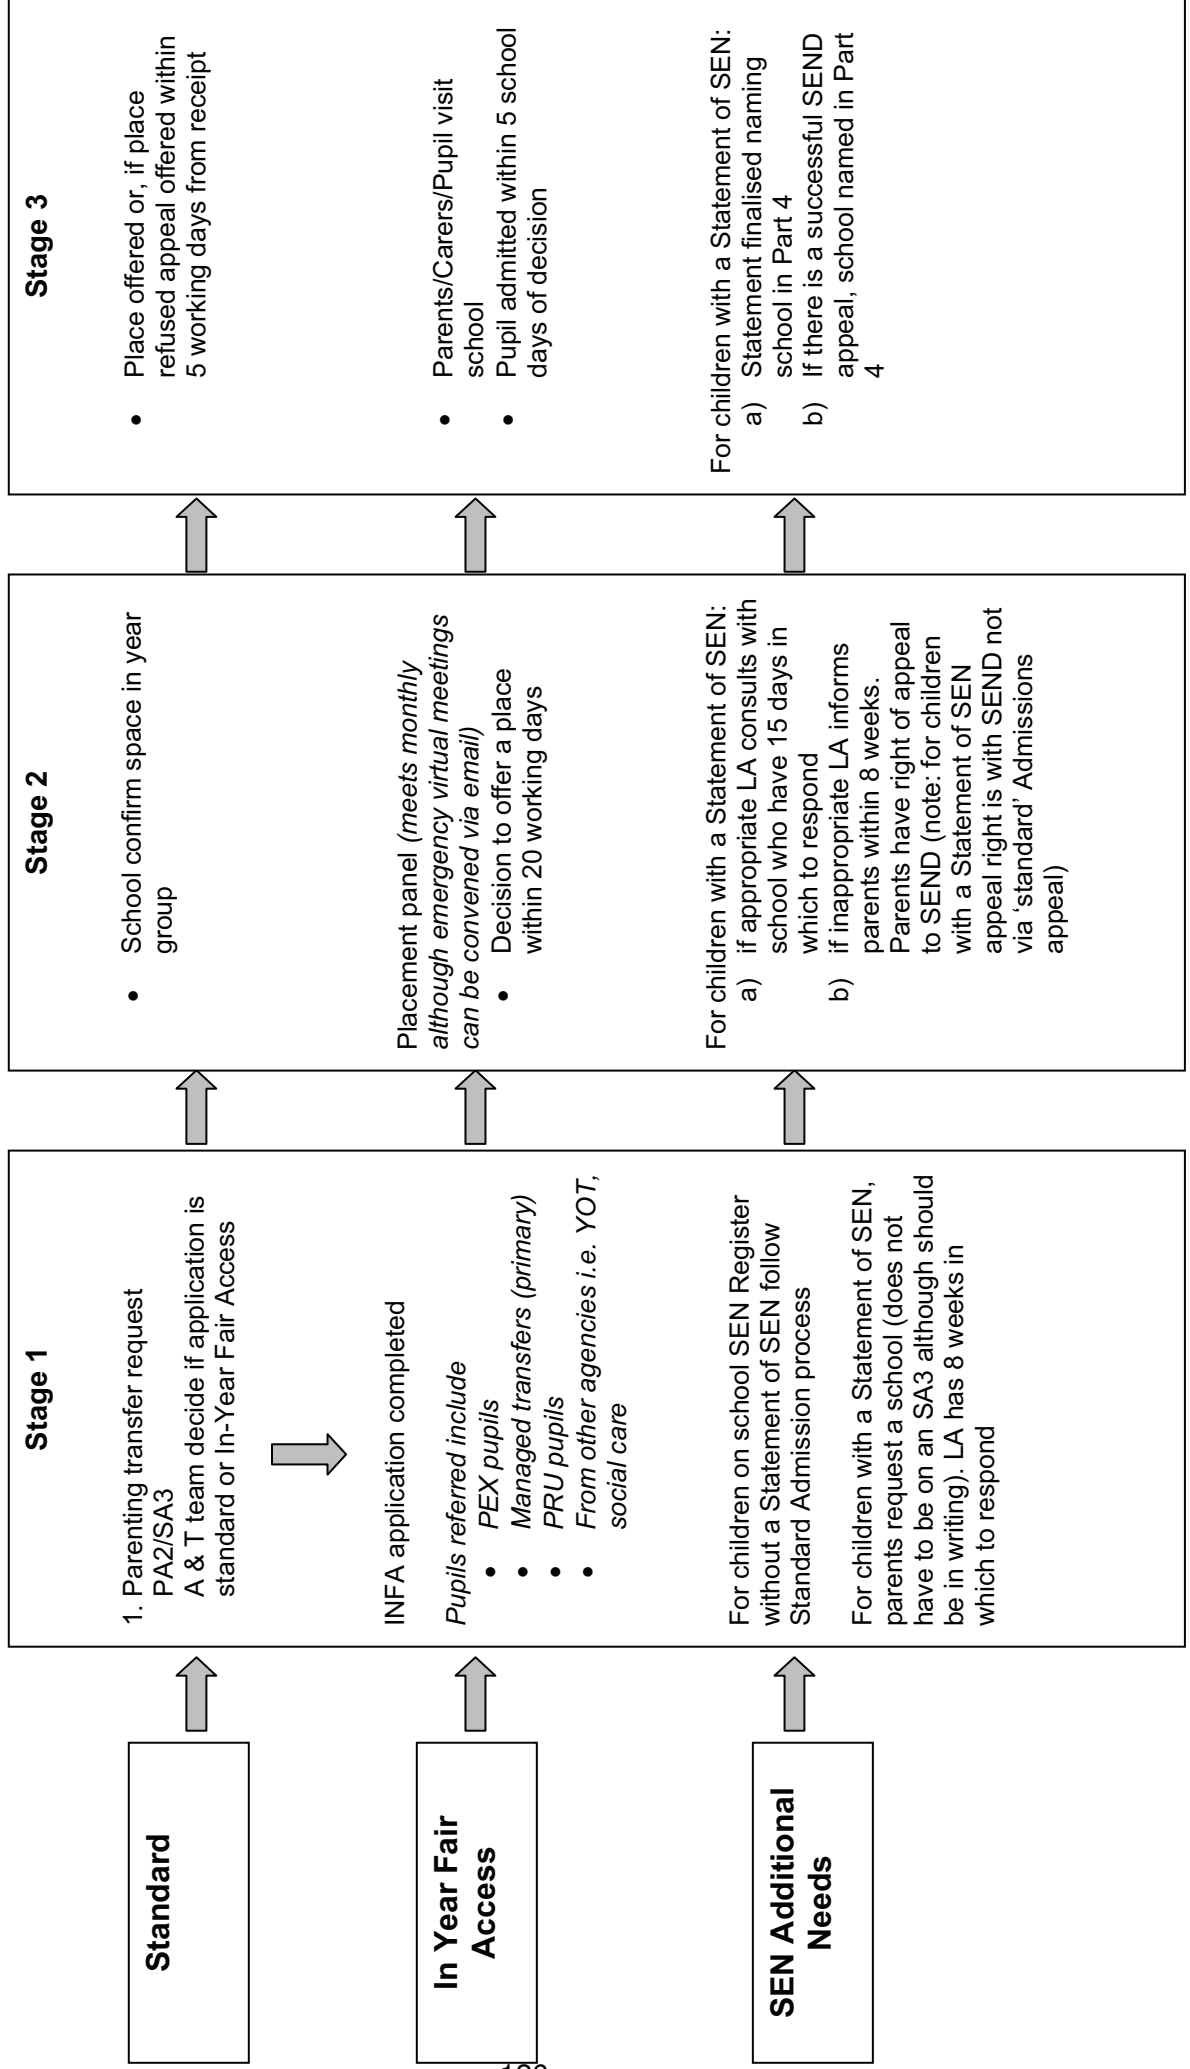 Standard
In Year Fair
Access
SEN Additional
Needs
Stage 1
1. Parenting transfer request
PA2/SA3
A & T team decide if application is
standard or In-Year Fair Access
INFA application completed
Pupils referred include
• PEX pupils
• Managed transfers (primary)
• PRU pupils
• From other agencies i.e. YOT,
social care
For children on school SEN Register
without a Statement of SEN follow
Standard Admission process
For children with a Statement of SEN,
parents request a school (does not
have to be on an SA3 although should
be in writing). LA has 8 weeks in
which to respond
Stage 2
• School confirm space in year
group
Placement panel (meets monthly
although emergency virtual meetings
can be convened via email)
• Decision to offer a place
within 20 working days
For children with a Statement of SEN:
a) if appropriate LA consults with
school who have 15 days in
which to respond
b) if inappropriate LA informs
parents within 8 weeks.
Parents have right of appeal
to SEND (note: for children
with a Statement of SEN
appeal right is with SEND not
via ‘standard’ Admissions
appeal)
Stage 3
• Place offered or, if place
refused appeal offered within
5 working days from receipt
• Parents/Carers/Pupil visit
school
• Pupil admitted within 5 school
days of decision
For children with a Statement of SEN:
a) Statement finalised naming
school in Part 4
b) If there is a successful SEND
appeal, school named in Part
4